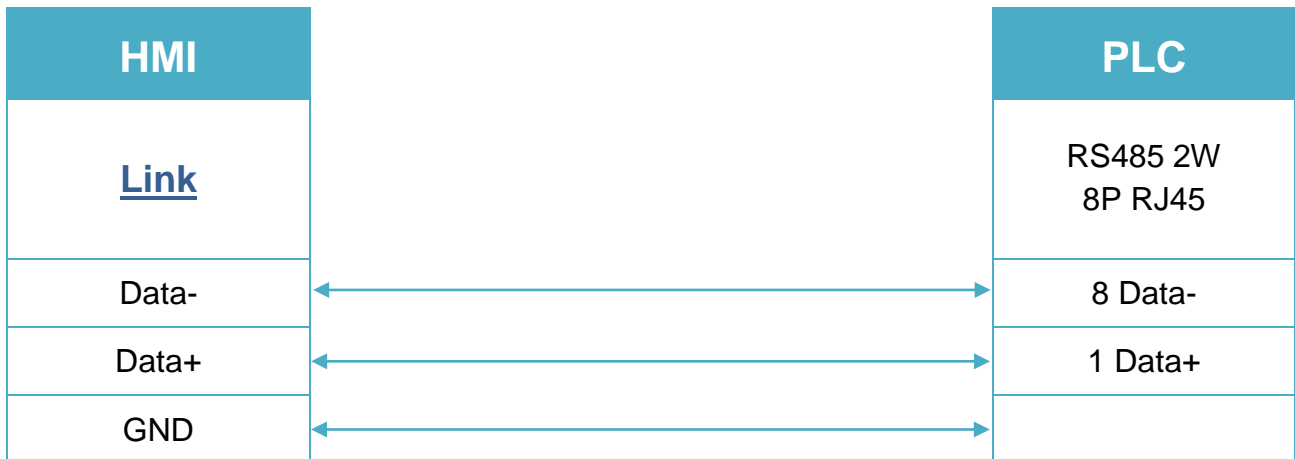 HMI
PLC
Link
RS485 2W
8P RJ45
Data-
8 Data-
Data+
1 Data+
GND